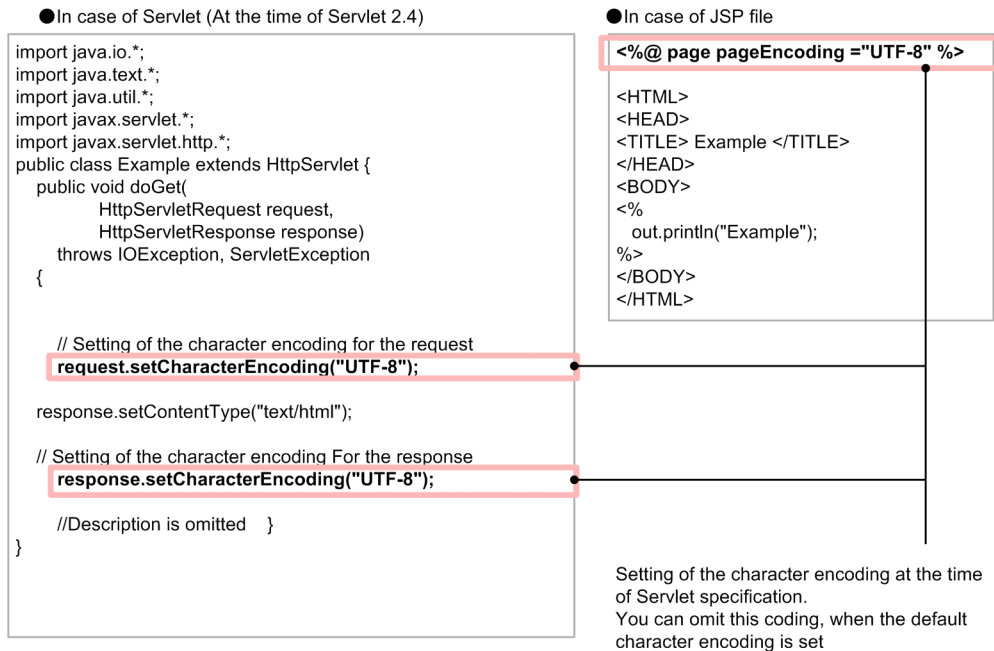 ●In case of Servlet (At the time of Servlet 2.4)
import java.io.*;
import java.text.*;
import java.util.*;
import javax.servlet.*;
import javax.servlet.http.*;
public class Example extends HttpServlet {
public void doGet(
HttpServletRequest request,
HttpServletResponse response)
throws IOException, ServletException
{
// Setting of the character encoding for the request
request.setCharacterEncoding("UTF-8");
response.setContentType("text/html");
// Setting of the character encoding For the response
response.setCharacterEncoding("UTF-8");
//Description is omitted }
}
●In case of JSP file
<%@ page pageEncoding ="UTF-8" %>
<HTML>
<HEAD>
<TITLE> Example </TITLE>
</HEAD>
<BODY>
<%
out.println("Example");
%>
</BODY>
</HTML>
Setting of the character encoding at the time
of Servlet specification.
You can omit this coding, when the default
character encoding is set